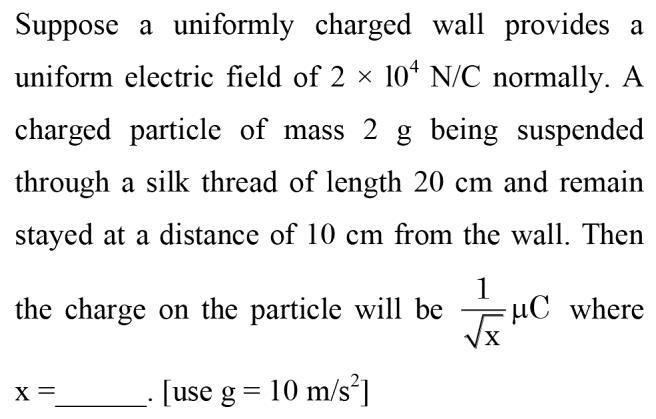 Suppose a uniformly charged wall provides a
uniform electric field of 2 × 10⁴ N/C normally. A
charged particle of mass 2 g being suspended
through a silk thread of length 20 cm and remain
stayed at a distance of 10 cm from the wall. Then
the charge on the particle will be 1/√x μC where
x =______. [use g = 10 m/s²]